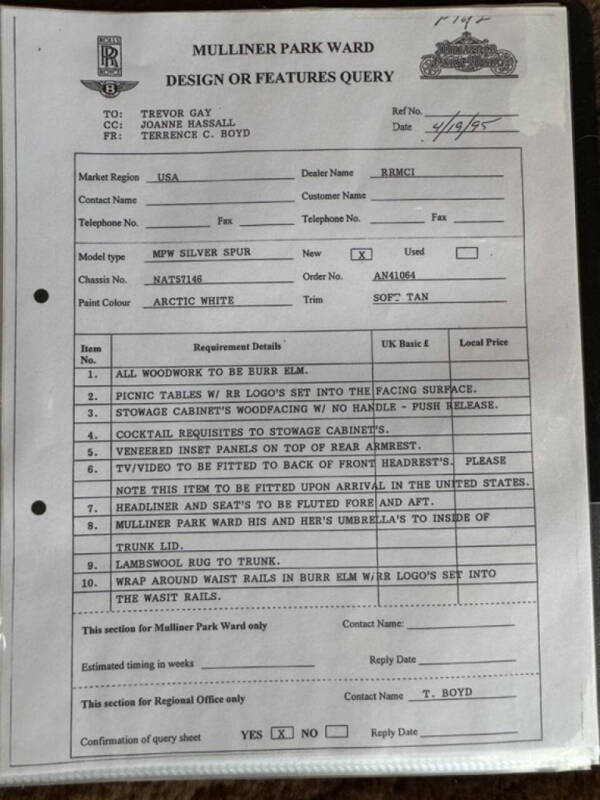 ROLLS
RR
ROYCE
B
MULLINER PARK WARD
DESIGN OR FEATURES QUERY
MULLINER
PARK WARD
TO: TREVOR GAY
CC: JOANNE HASSALL
FR: TERRENCE C. BOYD
Ref No.
Date 4/19/95
Market Region USA
Dealer Name RRMCI
Contact Name
Customer Name
Telephone No. Fax
Telephone No. Fax
Model type MPW SILVER SPUR
New X Used
Chassis No. NAT57146
Order No. AN41064
Paint Colour ARCTIC WHITE
Trim SOFT TAN
Item No. Requirement Details UK Basic £ Local Price
1. ALL WOODWORK TO BE BURR ELM.
2. PICNIC TABLES W/ RR LOGO'S SET INTO THE FACING SURFACE.
3. STOWAGE CABINET'S WOODFACING W/ NO HANDLE - PUSH RELEASE.
4. COCKTAIL REQUISITES TO STOWAGE CABINET'S.
5. VENEERED INSET PANELS ON TOP OF REAR ARMREST.
6. TV/VIDEO TO BE FITTED TO BACK OF FRONT HEADREST'S. PLEASE
NOTE THIS ITEM TO BE FITTED UPON ARRIVAL IN THE UNITED STATES.
7. HEADLINER AND SEAT'S TO BE FLUTED FORE AND AFT.
8. MULLINER PARK WARD HIS AND HER'S UMBRELLA'S TO INSIDE OF
TRUNK LID.
9. LAMBSWOOL RUG TO TRUNK.
10. WRAP AROUND WAIST RAILS IN BURR ELM W/RR LOGO'S SET INTO
THE WASIT RAILS.
This section for Mulliner Park Ward only
Contact Name:
Estimated timing in weeks
Reply Date
This section for Regional Office only
Contact Name T. BOYD
Confirmation of query sheet YES X NO
Reply Date